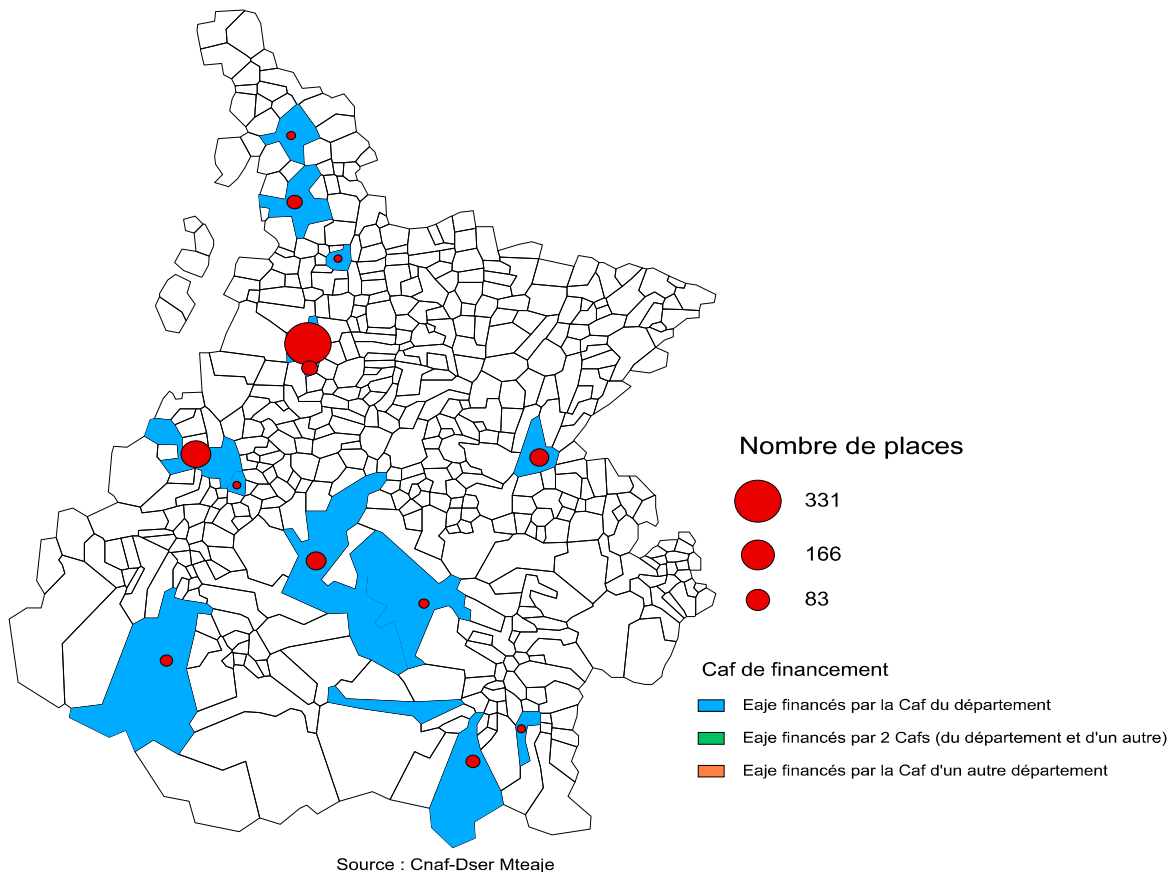 Nombre de places
331
166
83
Caf de financement
Eaje financés par la Caf du département
Eaje financés par 2 Cafs (du département et d'un autre)
Eaje financés par la Caf d'un autre département
Source : Cnaf-Dser Mteaje